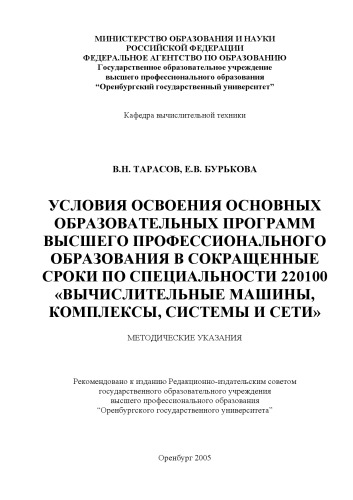 МИНИСТЕРСТВО ОБРАЗОВАНИЯ И НАУКИ
РОССИЙСКОЙ ФЕДЕРАЦИИ
ФЕДЕРАЛЬНОЕ АГЕНТСТВО ПО ОБРАЗОВАНИЮ
Государственное образовательное учреждение
высшего профессионального образования
“Оренбургский государственный университет”
Кафедра вычислительной техники
В.Н. ТАРАСОВ, Е.В. БУРЬКОВА
УСЛОВИЯ ОСВОЕНИЯ ОСНОВНЫХ
ОБРАЗОВАТЕЛЬНЫХ ПРОГРАММ
ВЫСШЕГО ПРОФЕССИОНАЛЬНОГО
ОБРАЗОВАНИЯ В СОКРАЩЕННЫЕ
СРОКИ ПО СПЕЦИАЛЬНОСТИ 220100
«ВЫЧИСЛИТЕЛЬНЫЕ МАШИНЫ,
КОМПЛЕКСЫ, СИСТЕМЫ И СЕТИ»
МЕТОДИЧЕСКИЕ УКАЗАНИЯ
Рекомендовано к изданию Редакционно-издательским советом
государственного образовательного учреждения
высшего профессионального образования
“Оренбургского государственного университета”
Оренбург 2005